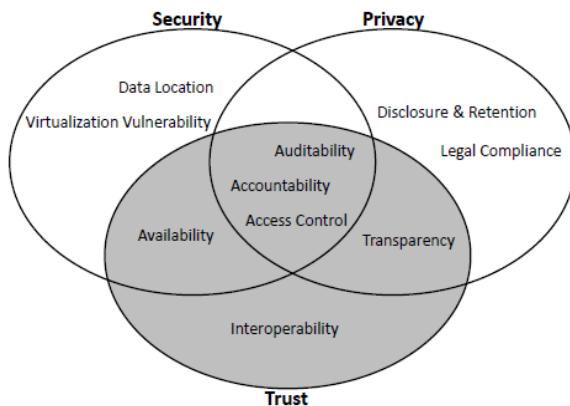 Security
Privacy
Data Location
Disclosure & Retention
Virtualization Vulnerability
Auditability
Legal Compliance
Accountability
Access Control
Availability
Transparency
Interoperability
Trust